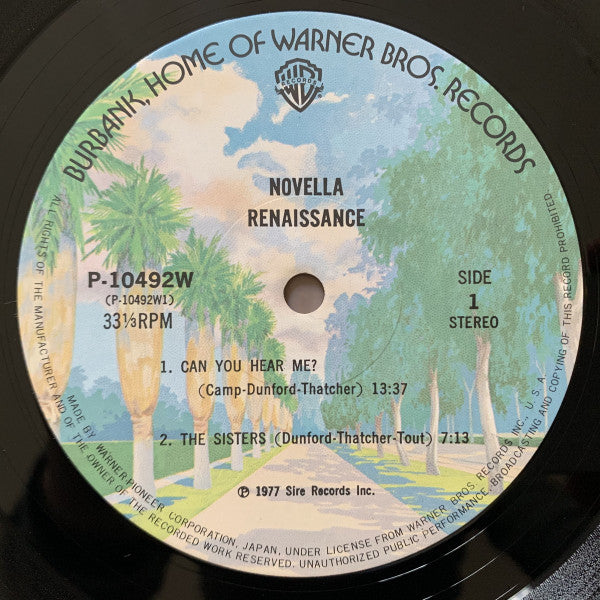 BURBANK, HOME OF WARNER BROS. RECORDS
WB
RECORDS
NOVELLA
RENAISSANCE
P-10492W
(P-10492W1)
33⅓RPM
SIDE
1
STEREO
1. CAN YOU HEAR ME?
(Camp-Dunford-Thatcher) 13:37
2. THE SISTERS (Dunford-Thatcher-Tout) 7:13
℗ 1977 Sire Records Inc.
MADE BY WARNER-PIONEER CORPORATION, JAPAN, UNDER LICENSE FROM WARNER BROS. RECORDS INC., U.S.A.
ALL RIGHTS OF THE MANUFACTURER AND OF THE OWNER OF THE RECORDED WORK RESERVED. UNAUTHORIZED PUBLIC PERFORMANCE, BROADCASTING AND COPYING OF THIS RECORD PROHIBITED